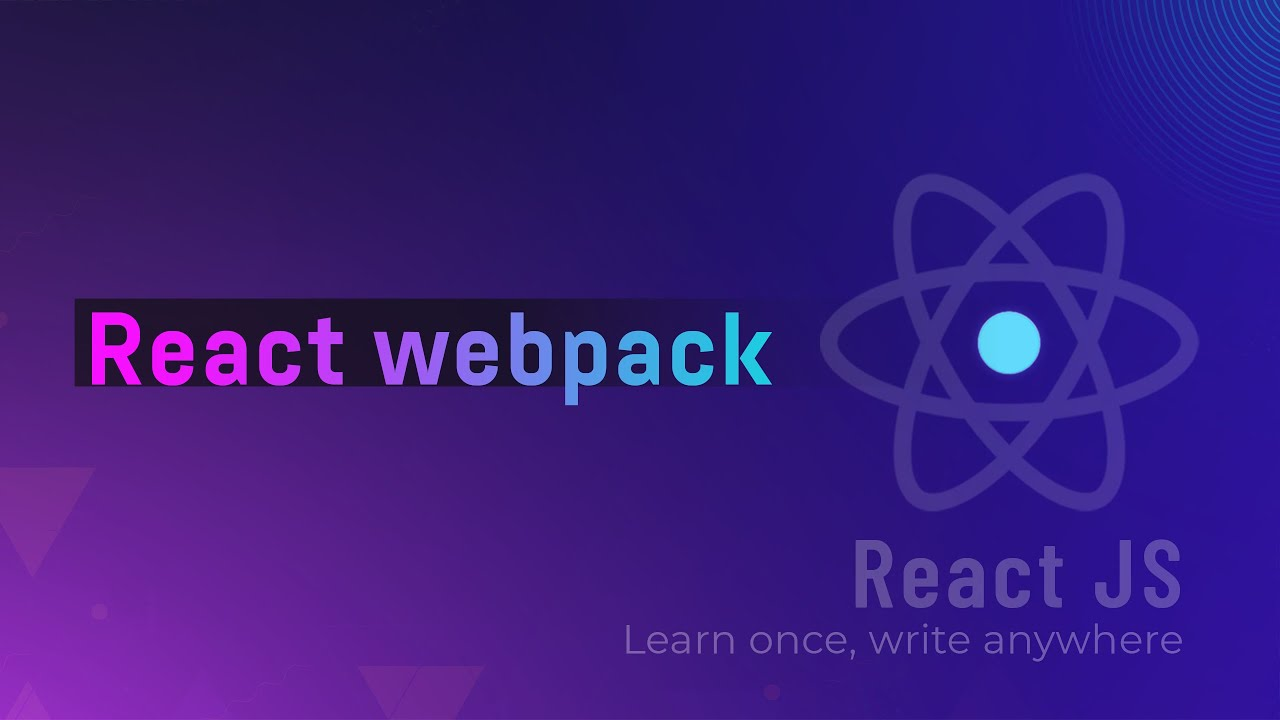 React webpack
React JS
Learn once, write anywhere